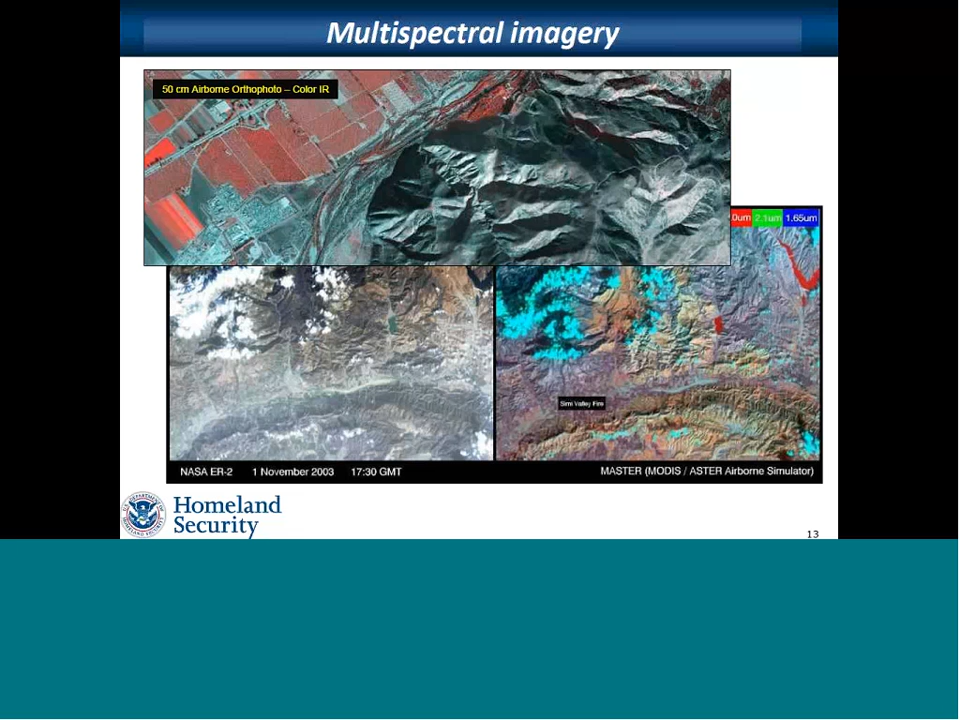 Multispectral imagery
50 cm Airborne Orthophoto – Color IR
0um 2.1um 1.65um
Simi Valley Fire
NASA ER-2 1 November 2003 17:30 GMT
MASTER (MODIS / ASTER Airborne Simulator)
Homeland
Security
13